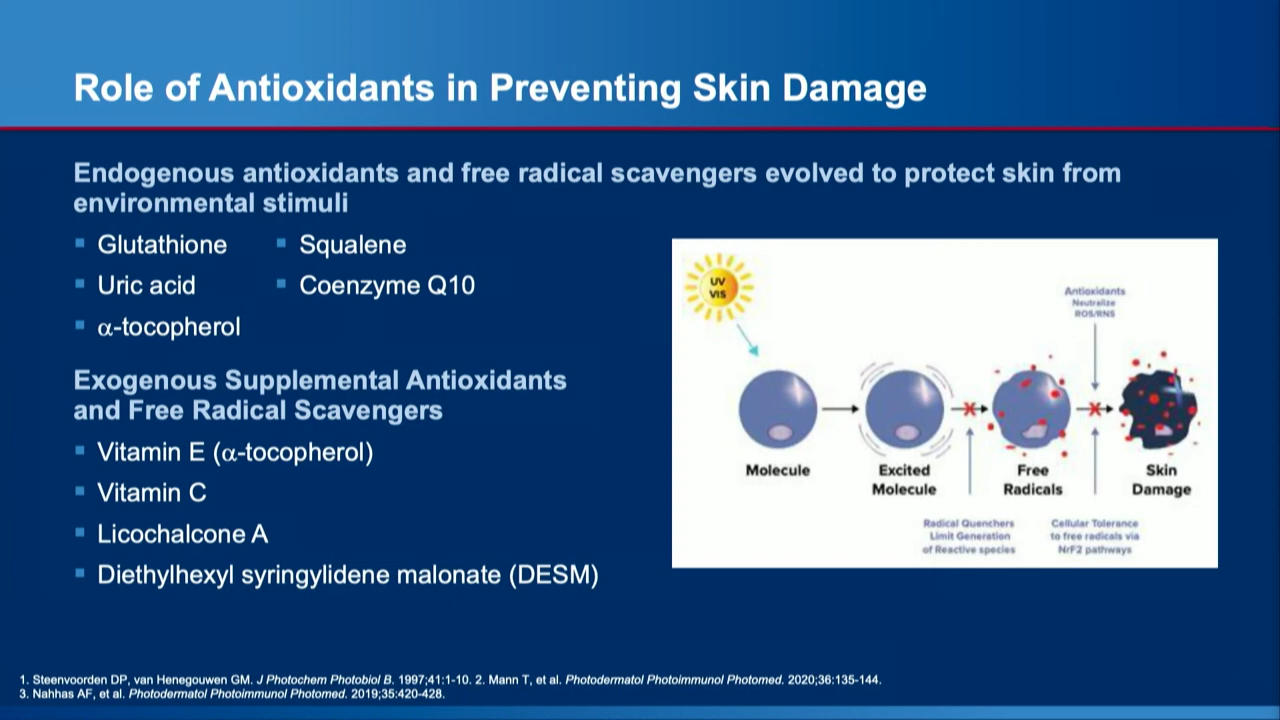 Role of Antioxidants in Preventing Skin Damage
Endogenous antioxidants and free radical scavengers evolved to protect skin from
environmental stimuli
▪ Glutathione
▪ Uric acid
▪ α-tocopherol
▪ Squalene
▪ Coenzyme Q10
Exogenous Supplemental Antioxidants
and Free Radical Scavengers
▪ Vitamin E (α-tocopherol)
▪ Vitamin C
▪ Licochalcone A
▪ Diethylhexyl syringylidene malonate (DESM)
UV
VIS
Antioxidants
Neutralize
ROS/RNS
X
X
Molecule
Excited
Molecule
Free
Radicals
Skin
Damage
Radical Quenchers
Limit Generation
of Reactive species
Cellular Tolerance
to free radicals via
NrF2 pathways
1. Steenvoorden DP, van Henegouwen GM. J Photochem Photobiol B. 1997;41:1-10. 2. Mann T, et al. Photodermatol Photoimmunol Photomed. 2020;36:135-144.
3. Nahhas AF, et al. Photodermatol Photoimmunol Photomed. 2019;35:420-428.